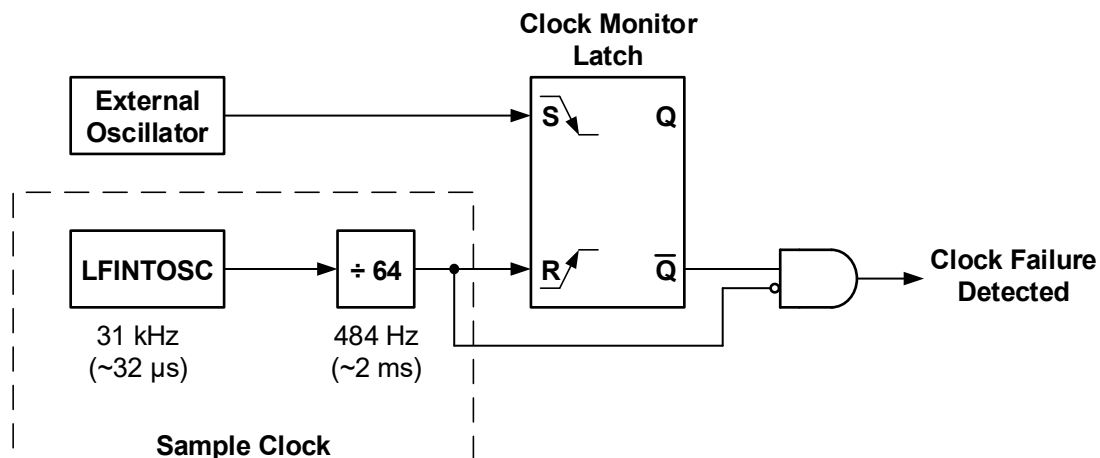 Clock Monitor
Latch
External
Oscillator
S
Q
LFINTOSC
÷ 64
R
Q̅
Clock Failure
Detected
31 kHz
(~32 µs)
484 Hz
(~2 ms)
Sample Clock